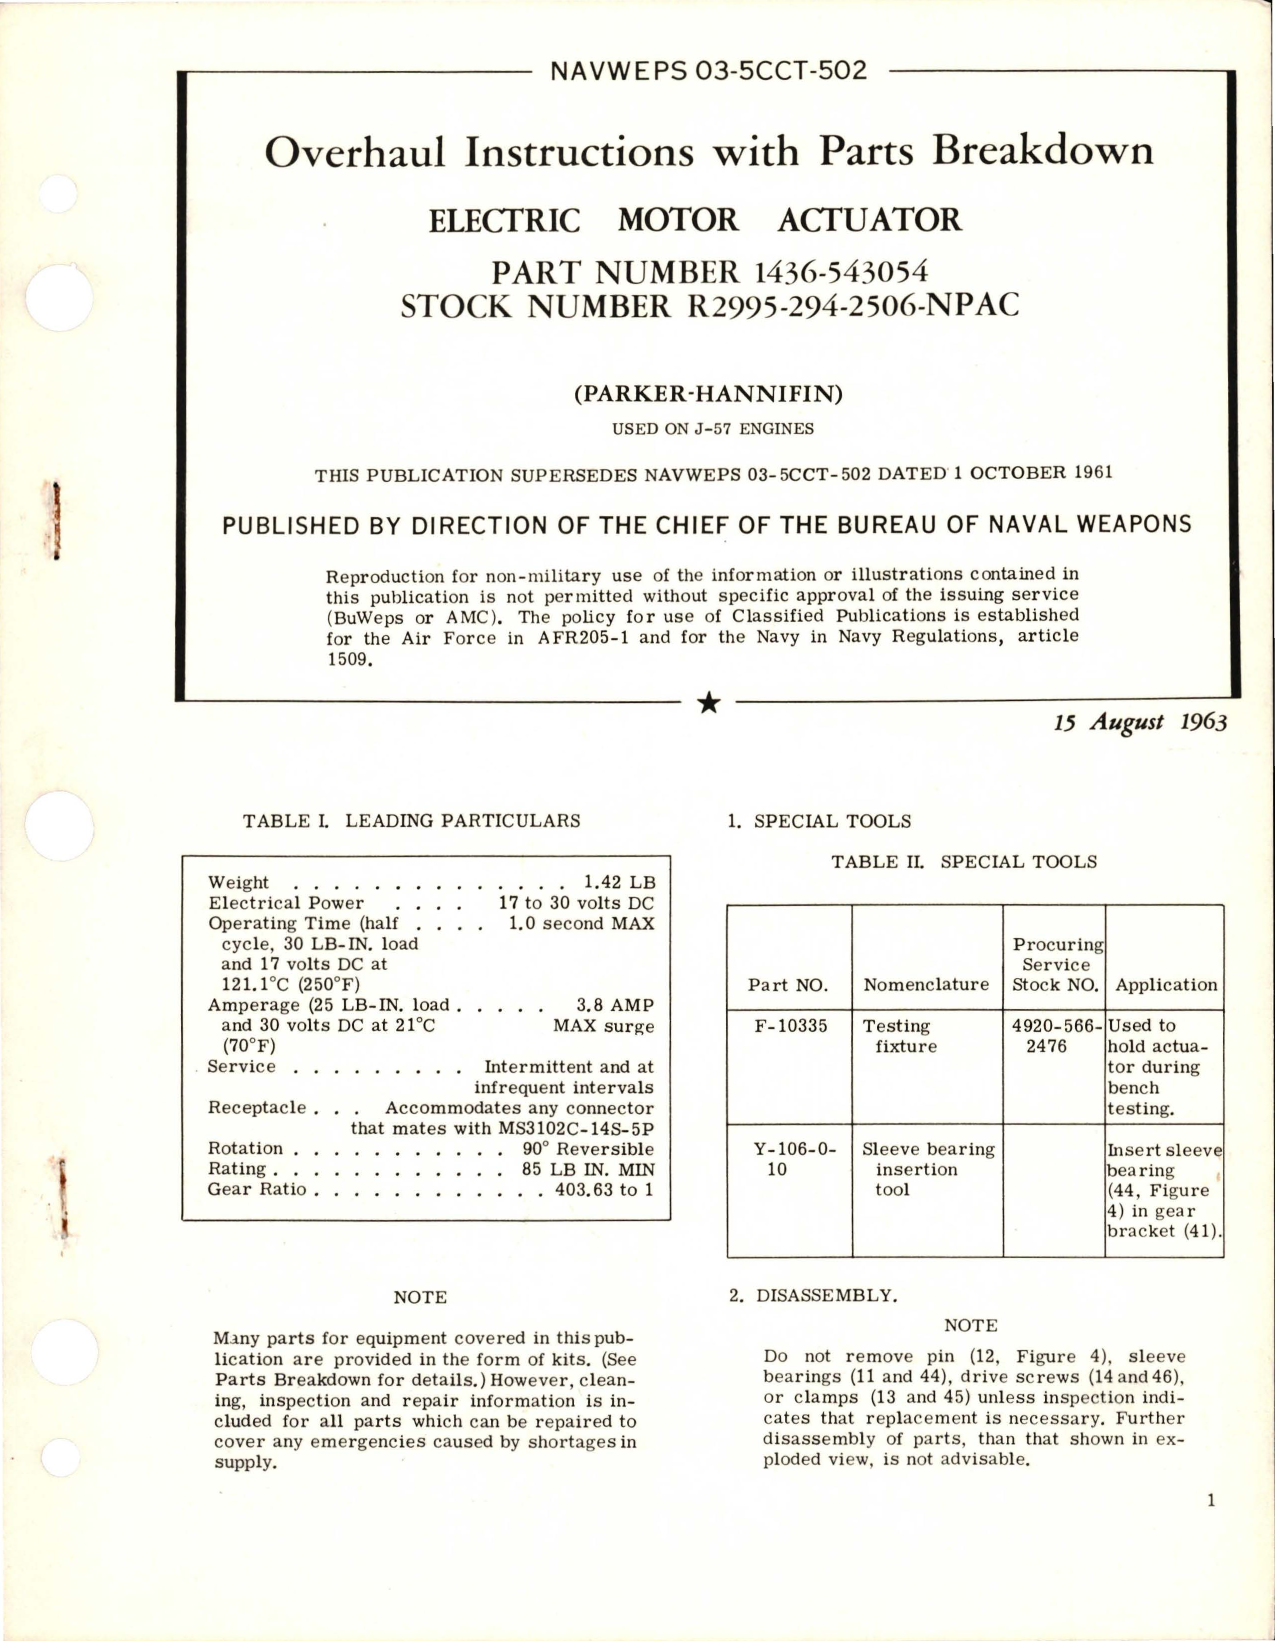 NAVWEPS 03-5CCT-502
Overhaul Instructions with Parts Breakdown
ELECTRIC MOTOR ACTUATOR
PART NUMBER 1436-543054
STOCK NUMBER R2995-294-2506-NPAC
(PARKER-HANNIFIN)
USED ON J-57 ENGINES
THIS PUBLICATION SUPERSEDES NAVWEPS 03-5CCT-502 DATED 1 OCTOBER 1961
PUBLISHED BY DIRECTION OF THE CHIEF OF THE BUREAU OF NAVAL WEAPONS
Reproduction for non-military use of the information or illustrations contained in
this publication is not permitted without specific approval of the issuing service
(BuWeps or AMC). The policy for use of Classified Publications is established
for the Air Force in AFR205-1 and for the Navy in Navy Regulations, article
1509.
15 August 1963
TABLE I. LEADING PARTICULARS
Weight . . . . . . . . . . . . . . 1.42 LB
Electrical Power . . . . 17 to 30 volts DC
Operating Time (half . . . . 1.0 second MAX
cycle, 30 LB-IN. load
and 17 volts DC at
121.1°C (250°F)
Amperage (25 LB-IN. load . . . . . 3.8 AMP
and 30 volts DC at 21°C MAX surge
(70°F)
Service . . . . . . . . . Intermittent and at
infrequent intervals
Receptacle . . . Accommodates any connector
that mates with MS3102C-14S-5P
Rotation . . . . . . . . . . . 90° Reversible
Rating . . . . . . . . . . . . 85 LB IN. MIN
Gear Ratio . . . . . . . . . . . . 403.63 to 1
NOTE
Many parts for equipment covered in this pub-
lication are provided in the form of kits. (See
Parts Breakdown for details.) However, clean-
ing, inspection and repair information is in-
cluded for all parts which can be repaired to
cover any emergencies caused by shortages in
supply.
1. SPECIAL TOOLS
TABLE II. SPECIAL TOOLS
Procuring
Service
Part NO. Nomenclature Stock NO. Application
F-10335 Testing 4920-566- Used to
fixture 2476 hold actua-
tor during
bench
testing.
Y-106-0- Sleeve bearing Insert sleeve
10 insertion bearing
tool (44, Figure
4) in gear
bracket (41).
2. DISASSEMBLY.
NOTE
Do not remove pin (12, Figure 4), sleeve
bearings (11 and 44), drive screws (14 and 46),
or clamps (13 and 45) unless inspection indi-
cates that replacement is necessary. Further
disassembly of parts, than that shown in ex-
ploded view, is not advisable.
1